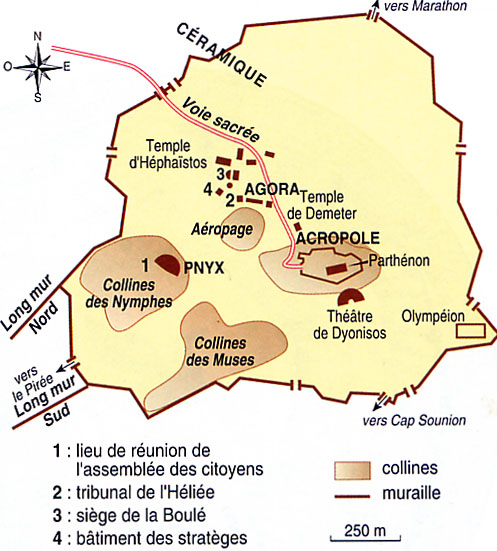 vers Marathon
N
O
E
S
CÉRAMIQUE
Voie sacrée
Temple
d'Héphaïstos
3
4
2
AGORA
Temple
de Demeter
Aéropage
ACROPOLE
Parthénon
1
PNYX
Collines
des Nymphes
Théâtre
de Dyonisos
Olympéion
Long mur
Nord
Collines
des Muses
vers
le Pirée
Long mur
Sud
vers Cap Sounion
1 : lieu de réunion de
l'assemblée des citoyens
2 : tribunal de l'Héliée
3 : siège de la Boulé
4 : bâtiment des stratèges
collines
muraille
250 m